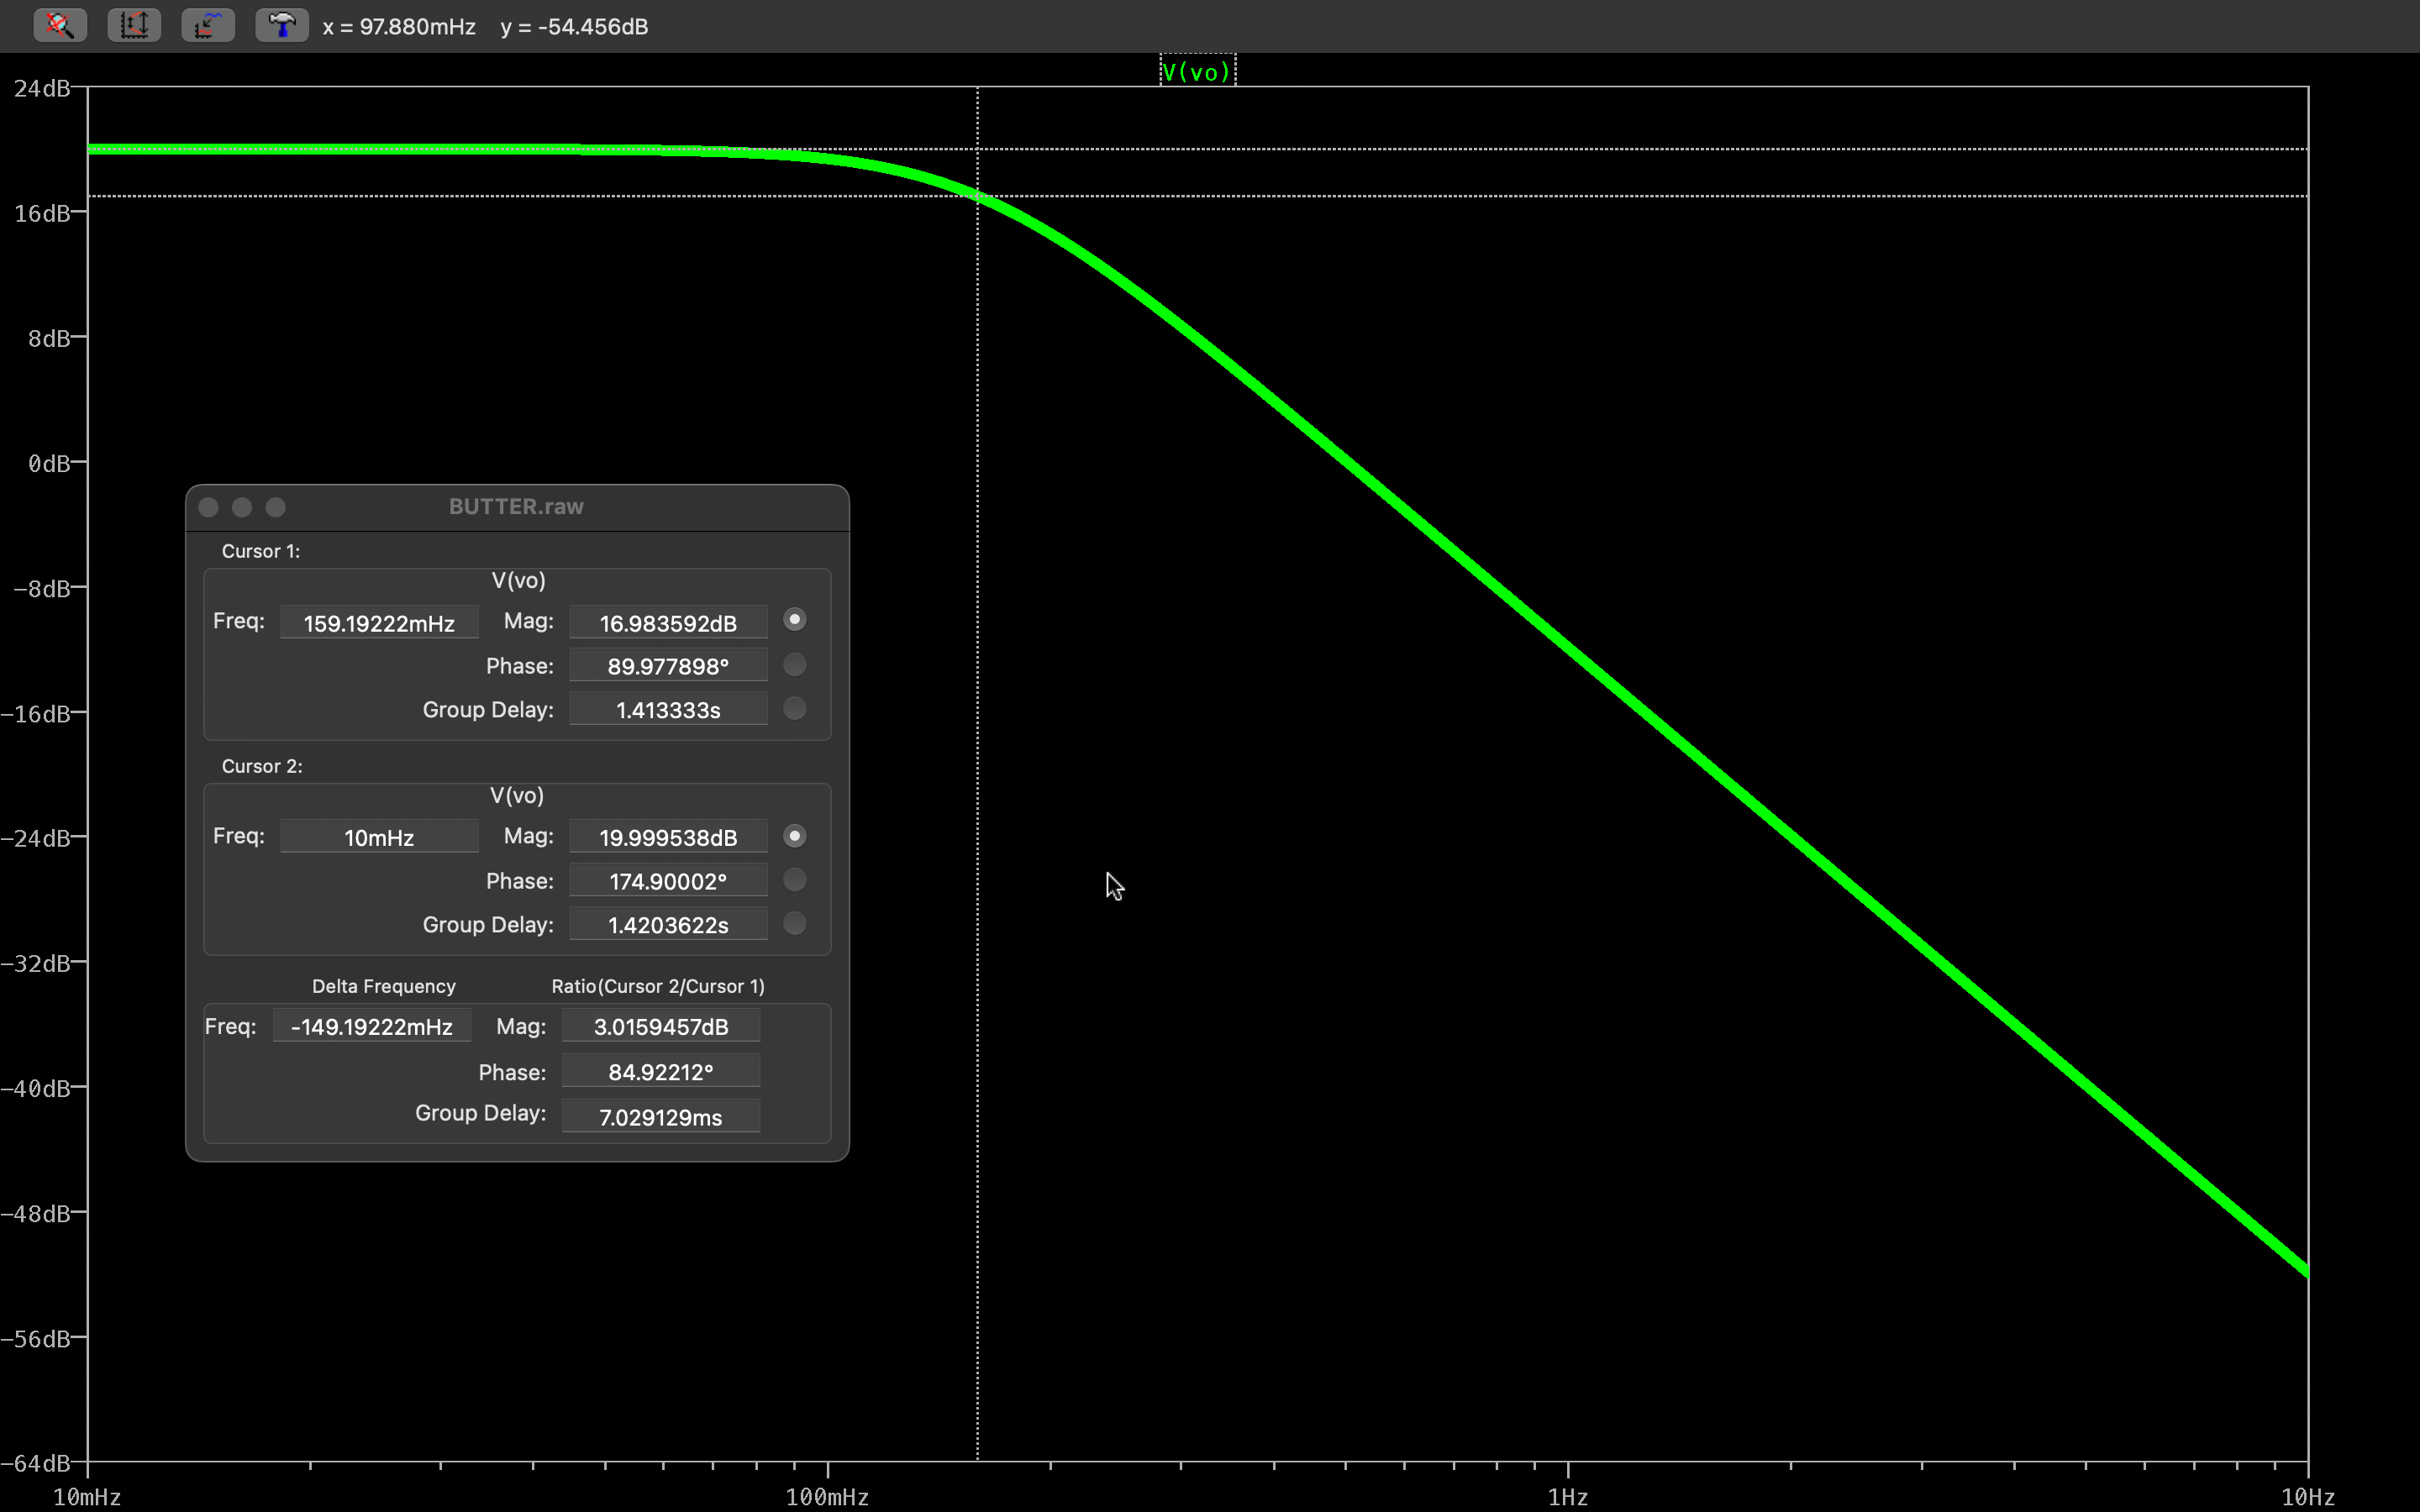 x = 97.880mHz y = -54.456dB
V(vo)
24dB
16dB
8dB
0dB
-8dB
-16dB
-24dB
-32dB
-40dB
-48dB
-56dB
-64dB
10mHz 100mHz 1Hz 10Hz
BUTTER.raw
Cursor 1:
V(vo)
Freq: 159.19222mHz Mag: 16.983592dB
Phase: 89.977898°
Group Delay: 1.413333s
Cursor 2:
V(vo)
Freq: 10mHz Mag: 19.999538dB
Phase: 174.90002°
Group Delay: 1.4203622s
Delta Frequency Ratio(Cursor 2/Cursor 1)
Freq: -149.19222mHz Mag: 3.0159457dB
Phase: 84.92212°
Group Delay: 7.029129ms